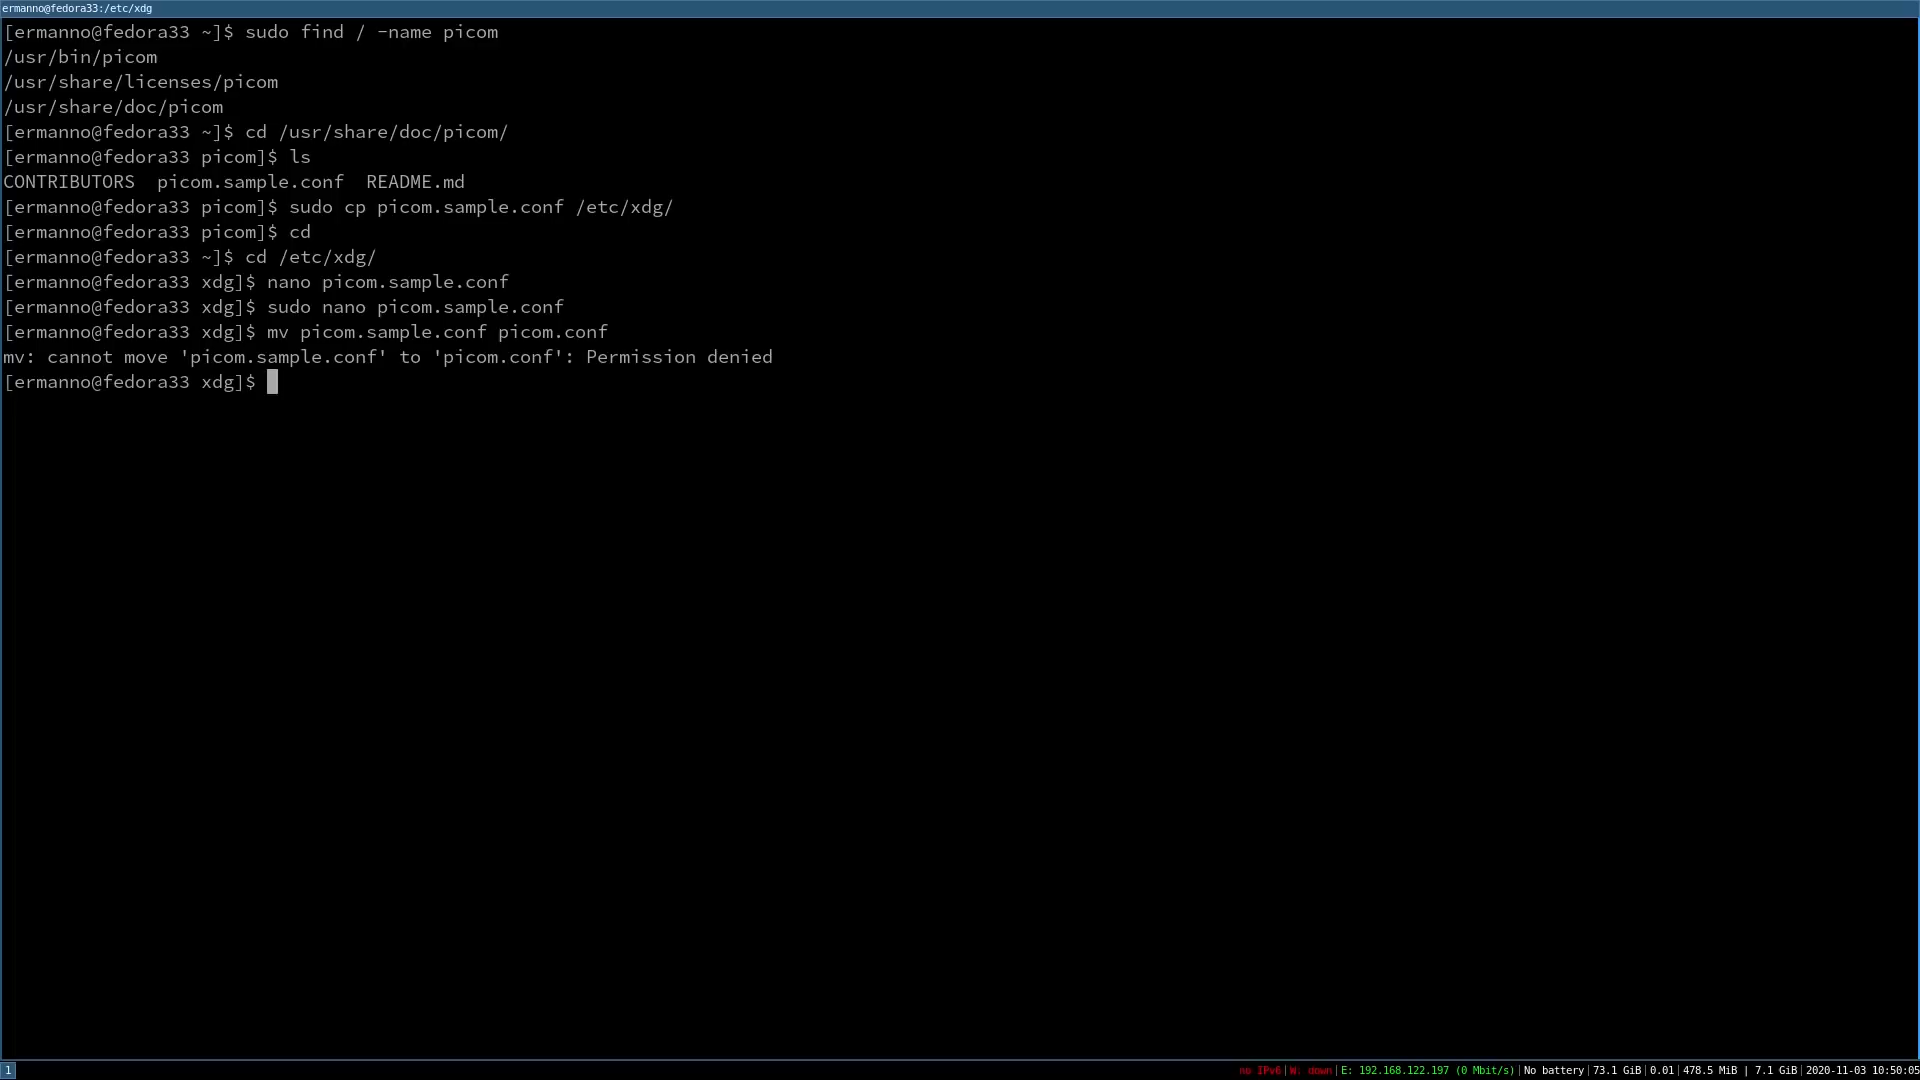 ermanno@fedora33:/etc/xdg
[ermanno@fedora33 ~]$ sudo find / -name picom
/usr/bin/picom
/usr/share/licenses/picom
/usr/share/doc/picom
[ermanno@fedora33 ~]$ cd /usr/share/doc/picom/
[ermanno@fedora33 picom]$ ls
CONTRIBUTORS  picom.sample.conf  README.md
[ermanno@fedora33 picom]$ sudo cp picom.sample.conf /etc/xdg/
[ermanno@fedora33 picom]$ cd
[ermanno@fedora33 ~]$ cd /etc/xdg/
[ermanno@fedora33 xdg]$ nano picom.sample.conf
[ermanno@fedora33 xdg]$ sudo nano picom.sample.conf
[ermanno@fedora33 xdg]$ mv picom.sample.conf picom.conf
mv: cannot move 'picom.sample.conf' to 'picom.conf': Permission denied
[ermanno@fedora33 xdg]$
1 no IPv6|W: down|E: 192.168.122.197 (0 Mbit/s)|No battery|73.1 GiB|0.01|478.5 MiB | 7.1 GiB|2020-11-03 10:50:05